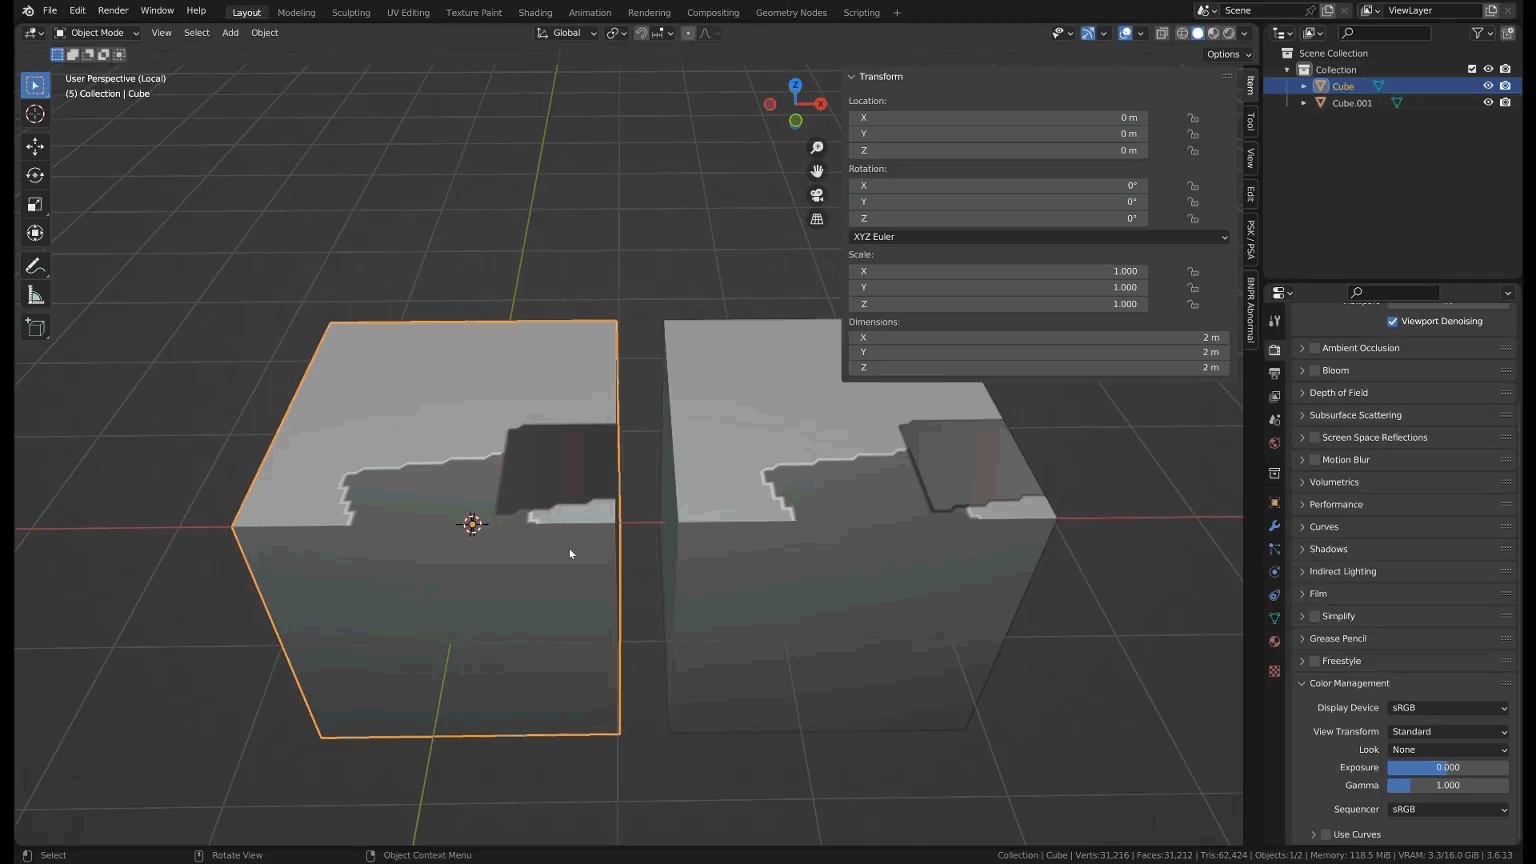 File Edit Render Window Help Layout Modeling Sculpting UV Editing Texture Paint Shading Animation Rendering Compositing Geometry Nodes Scripting + Scene ViewLayer
Object Mode View Select Add Object Global
Options
User Perspective (Local)
(5) Collection | Cube
Z
X
Transform
Location:
X 0 m
Y 0 m
Z 0 m
Rotation:
X 0°
Y 0°
Z 0°
XYZ Euler
Scale:
X 1.000
Y 1.000
Z 1.000
Dimensions:
X 2 m
Y 2 m
Z 2 m
Item
Tool
View
Edit
PSK / PSA
BNPR Abnormal
Scene Collection
Collection
Cube
Cube.001
Viewport Denoising
Ambient Occlusion
Bloom
Depth of Field
Subsurface Scattering
Screen Space Reflections
Motion Blur
Volumetrics
Performance
Curves
Shadows
Indirect Lighting
Film
Simplify
Grease Pencil
Freestyle
Color Management
Display Device sRGB
View Transform Standard
Look None
Exposure 0.000
Gamma 1.000
Sequencer sRGB
Use Curves
Select Rotate View Object Context Menu Collection | Cube | Verts:31,216 | Faces:31,212 | Tris:62,424 | Objects:1/2 | Memory: 118.5 MiB | VRAM: 3.3/16.0 GiB | 3.6.13